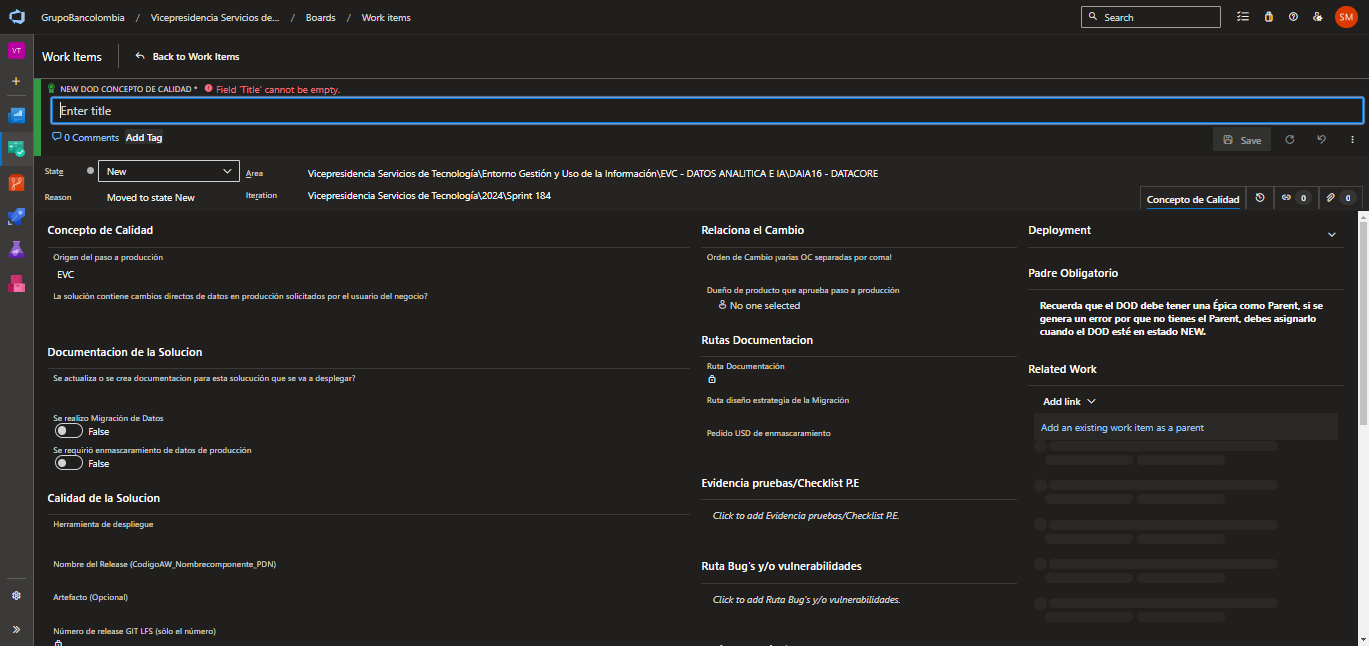 GrupoBancolombia / Vicepresidencia Servicios de... / Boards / Work items
Search
SM
VT
Work Items
Back to Work Items
NEW DOD CONCEPTO DE CALIDAD * Field 'Title' cannot be empty.
Enter title
0 Comments Add Tag
Save
State New
Area Vicepresidencia Servicios de Tecnología\Entorno Gestión y Uso de la Información\EVC - DATOS ANALITICA E IA\DAIA16 - DATACORE
Reason Moved to state New
Iteration Vicepresidencia Servicios de Tecnología\2024\Sprint 184
Concepto de Calidad
0
0
Concepto de Calidad
Origen del paso a producción
EVC
La solución contiene cambios directos de datos en producción solicitados por el usuario del negocio?
Documentacion de la Solucion
Se actualiza o se crea documentacion para esta solucución que se va a desplegar?
Se realizo Migración de Datos
False
Se requirió enmascaramiento de datos de producción
False
Calidad de la Solucion
Herramienta de despliegue
Nombre del Release (CodigoAW_Nombrecomponente_PDN)
Artefacto (Opcional)
Número de release GIT LFS (sólo el número)
Relaciona el Cambio
Orden de Cambio ¡varias OC separadas por coma!
Dueño de producto que aprueba paso a producción
No one selected
Rutas Documentacion
Ruta Documentación
Ruta diseño estrategia de la Migración
Pedido USD de enmascaramiento
Evidencia pruebas/Checklist P.E
Click to add Evidencia pruebas/Checklist P.E.
Ruta Bug's y/o vulnerabilidades
Click to add Ruta Bug's y/o vulnerabilidades.
Deployment
Padre Obligatorio
Recuerda que el DOD debe tener una Épica como Parent, si se
genera un error por que no tienes el Parent, debes asignarlo
cuando el DOD esté en estado NEW.
Related Work
Add link
Add an existing work item as a parent